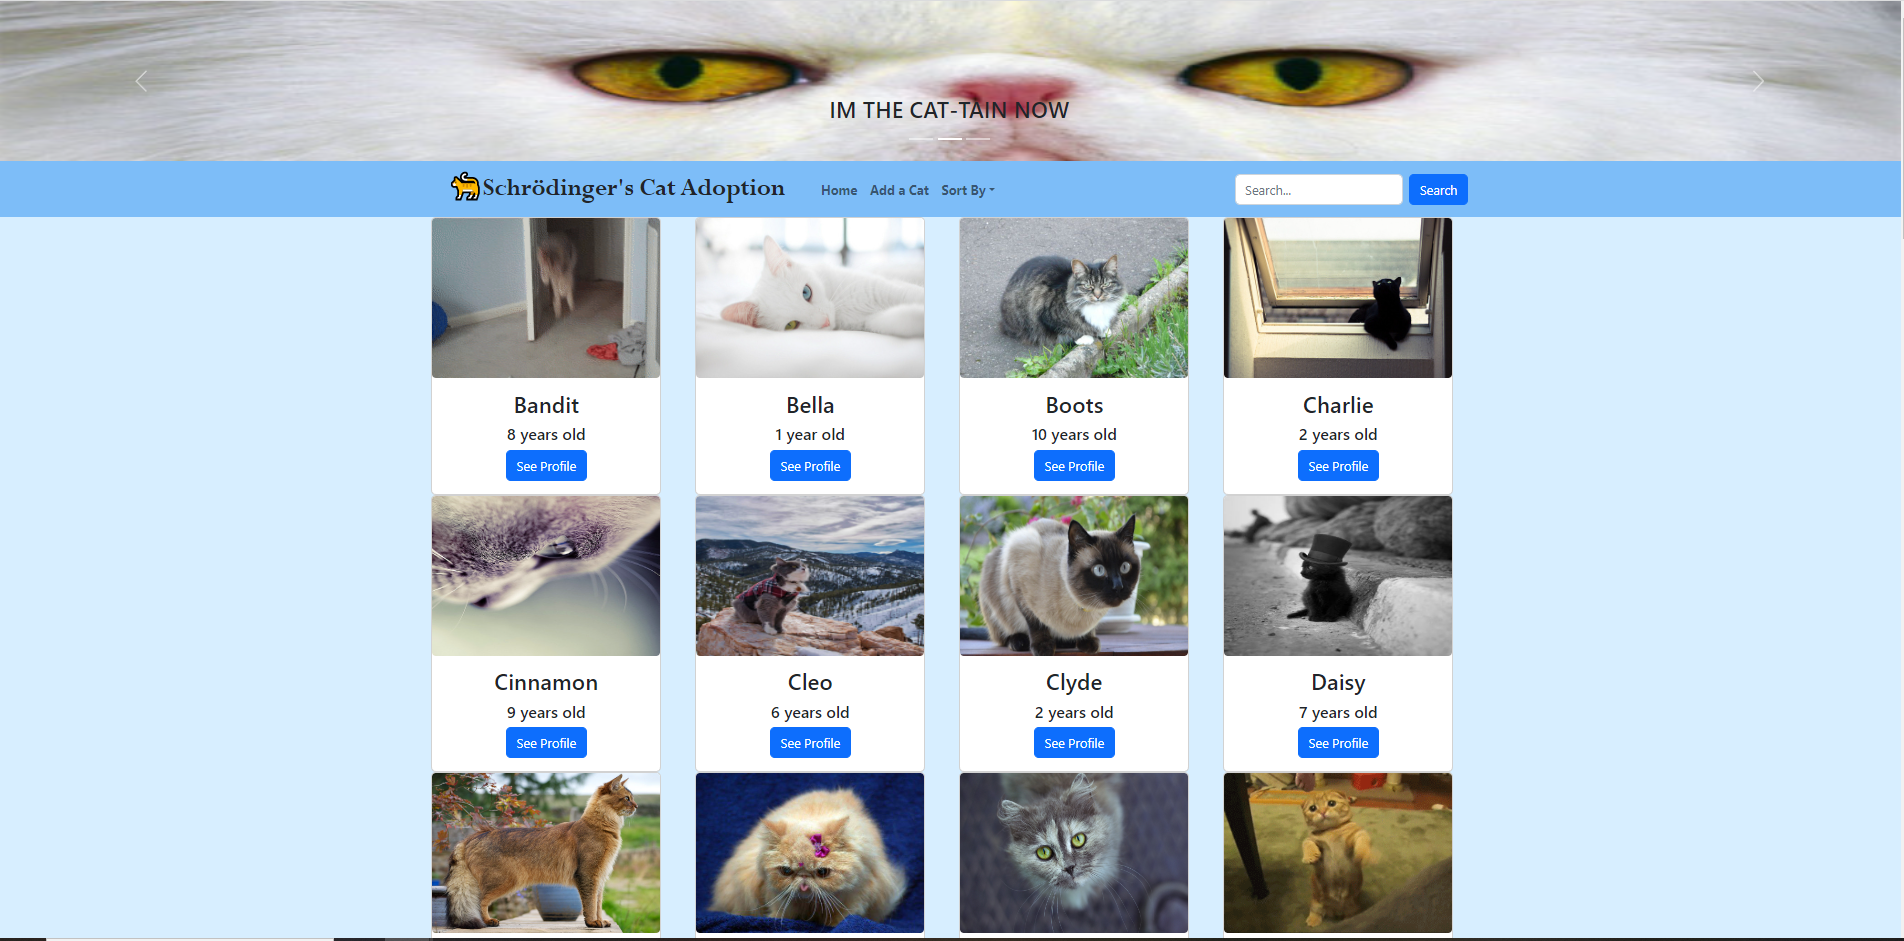 IM THE CAT-TAIN NOW
Schrödinger's Cat Adoption Home Add a Cat Sort By Search... Search
Bandit Bella Boots Charlie
8 years old 1 year old 10 years old 2 years old
See Profile See Profile See Profile See Profile
Cinnamon Cleo Clyde Daisy
9 years old 6 years old 2 years old 7 years old
See Profile See Profile See Profile See Profile